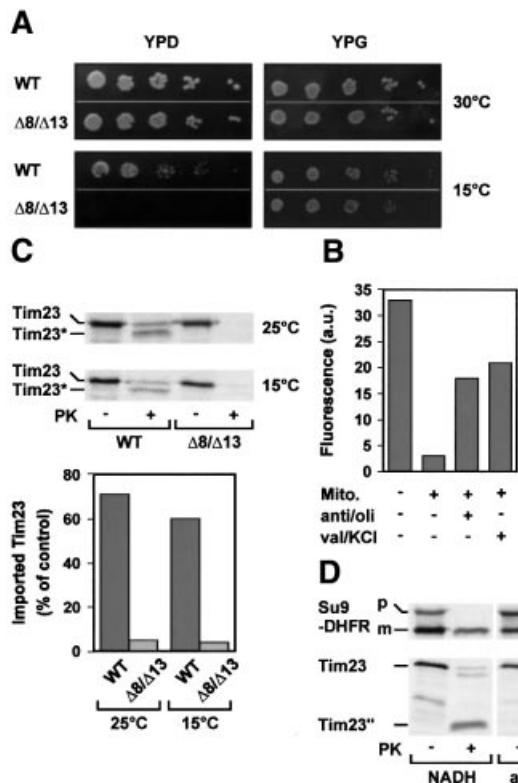 A
YPD YPG
WT
Δ8/Δ13
30°C
WT
Δ8/Δ13
15°C
C
Tim23
Tim23*
25°C
Tim23
Tim23*
15°C
PK - + - +
WT Δ8/Δ13
Imported Tim23
(% of control)
80
60
40
20
0
WT Δ8/Δ13 WT Δ8/Δ13
25°C 15°C
B
Fluorescence (a.u.)
35
30
25
20
15
10
5
0
Mito. - + + +
anti/oli - - + -
val/KCl - - - +
D
Su9
-DHFR
p
m
Tim23
Tim23"
PK - + -
NADH a